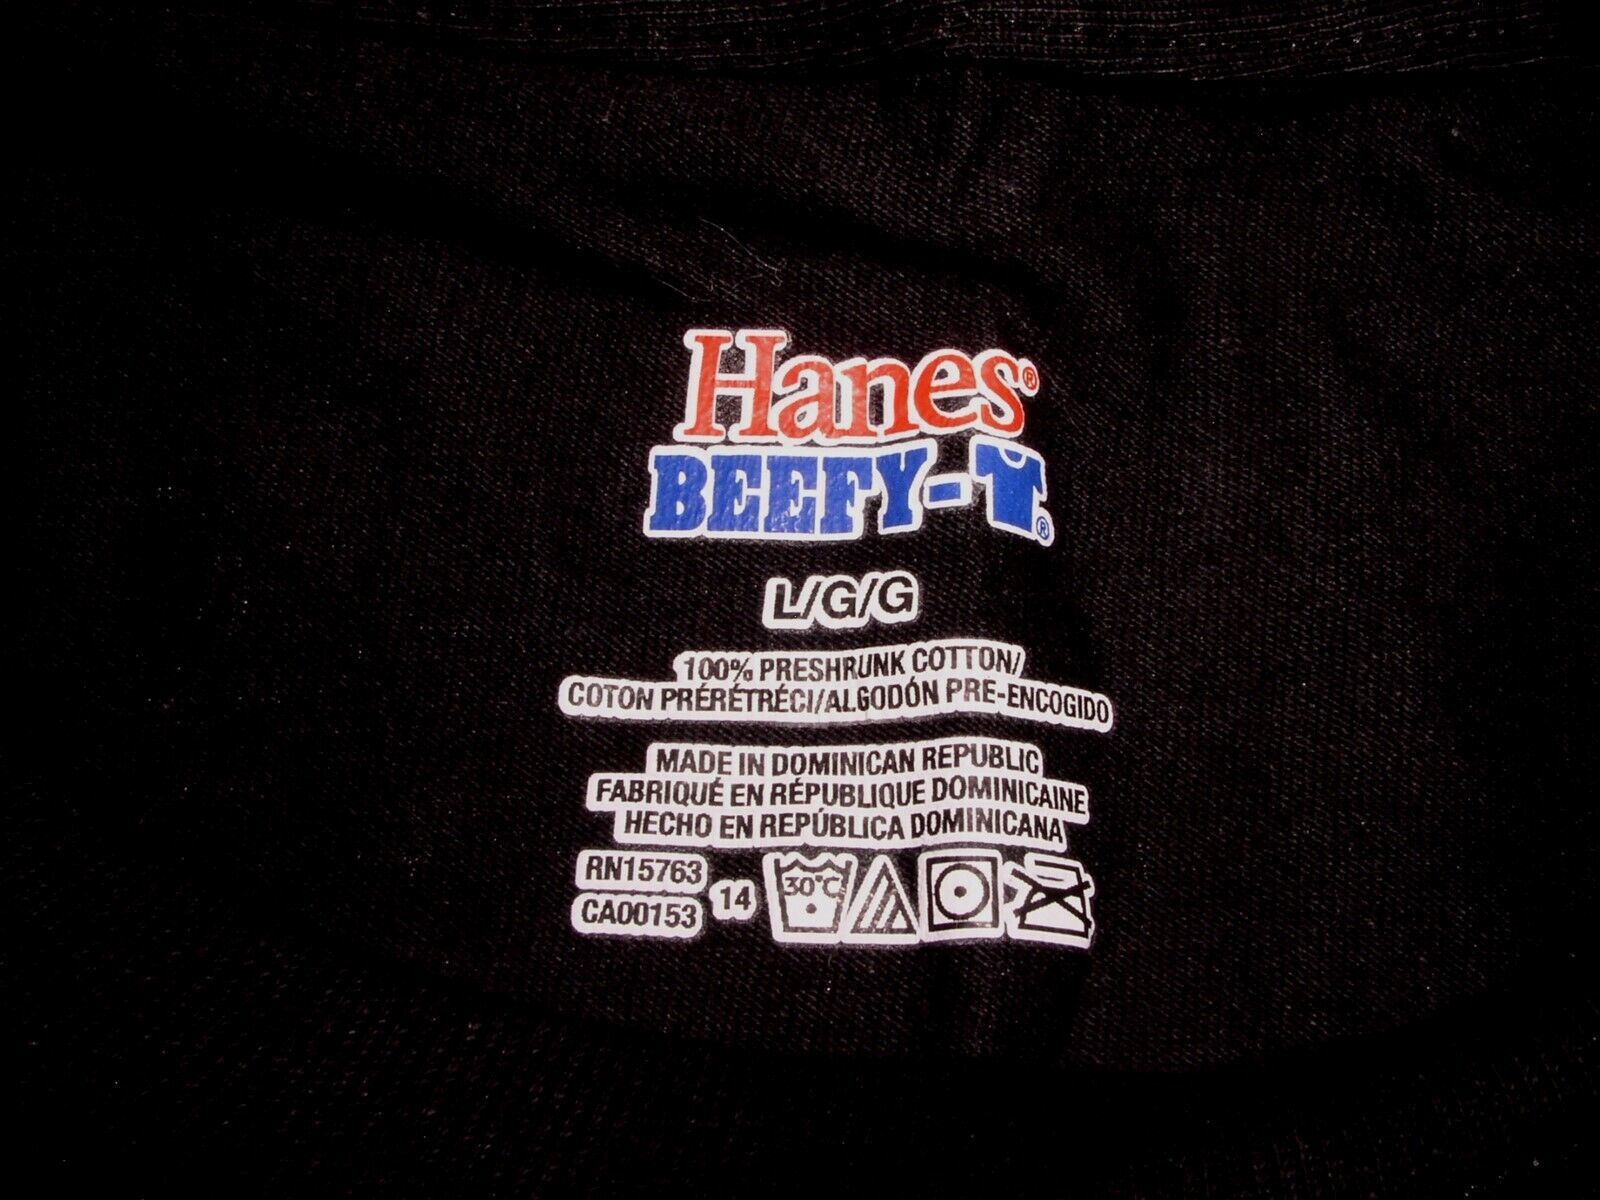 Hanes®
BEEFY-T®
L/G/G
100% PRESHRUNK COTTON/
COTON PRÉRÉTRÉCI/ALGODÓN PRE-ENCOGIDO
MADE IN DOMINICAN REPUBLIC
FABRIQUÉ EN RÉPUBLIQUE DOMINICAINE
HECHO EN REPÚBLICA DOMINICANA
RN15763
CA00153
14
30°C